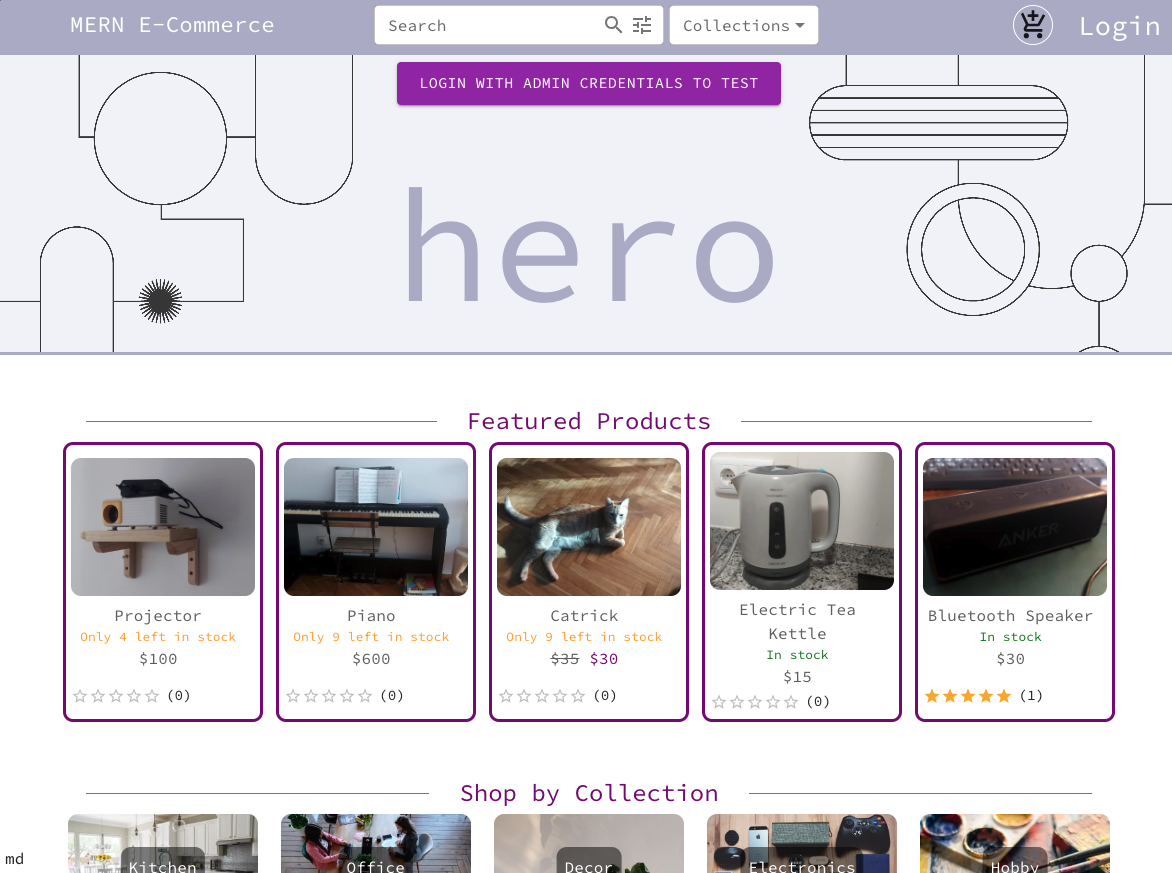 MERN E-Commerce
Search
Collections
Login
LOGIN WITH ADMIN CREDENTIALS TO TEST
hero
Featured Products
Projector
Only 4 left in stock
$100
(0)
Piano
Only 9 left in stock
$600
(0)
Catrick
Only 9 left in stock
$35 $30
(0)
Electric Tea
Kettle
In stock
$15
(0)
ANKER
Bluetooth Speaker
In stock
$30
(1)
Shop by Collection
Kitchen
Office
Decor
Electronics
Hobby
md